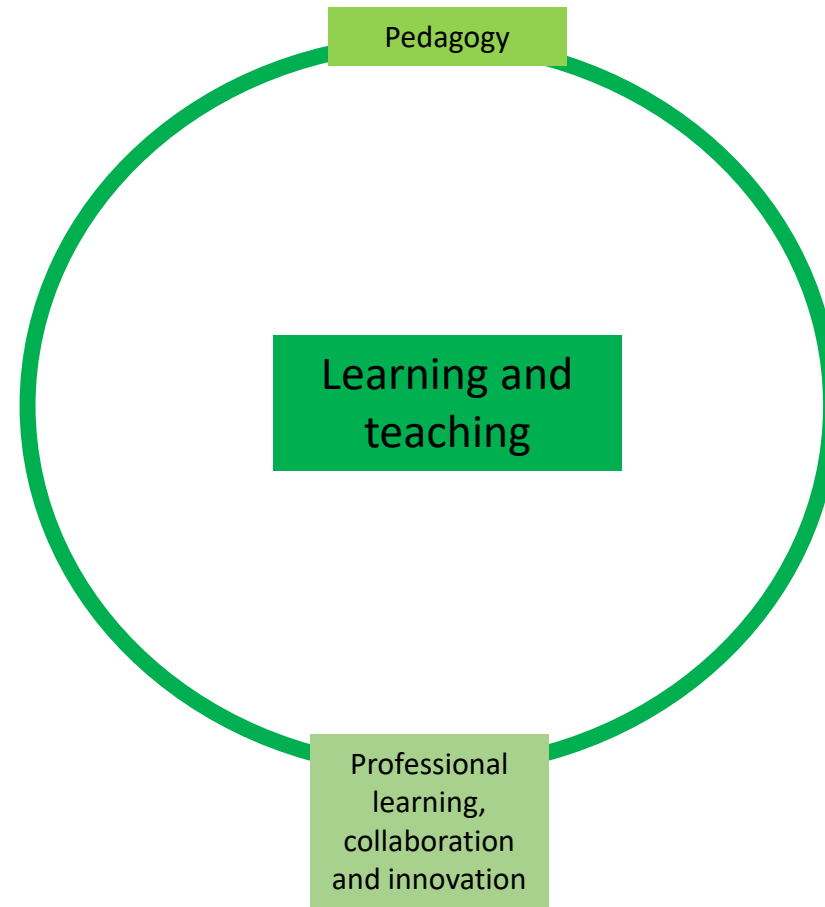 Pedagogy
Learning and
teaching
Professional
learning,
collaboration
and innovation